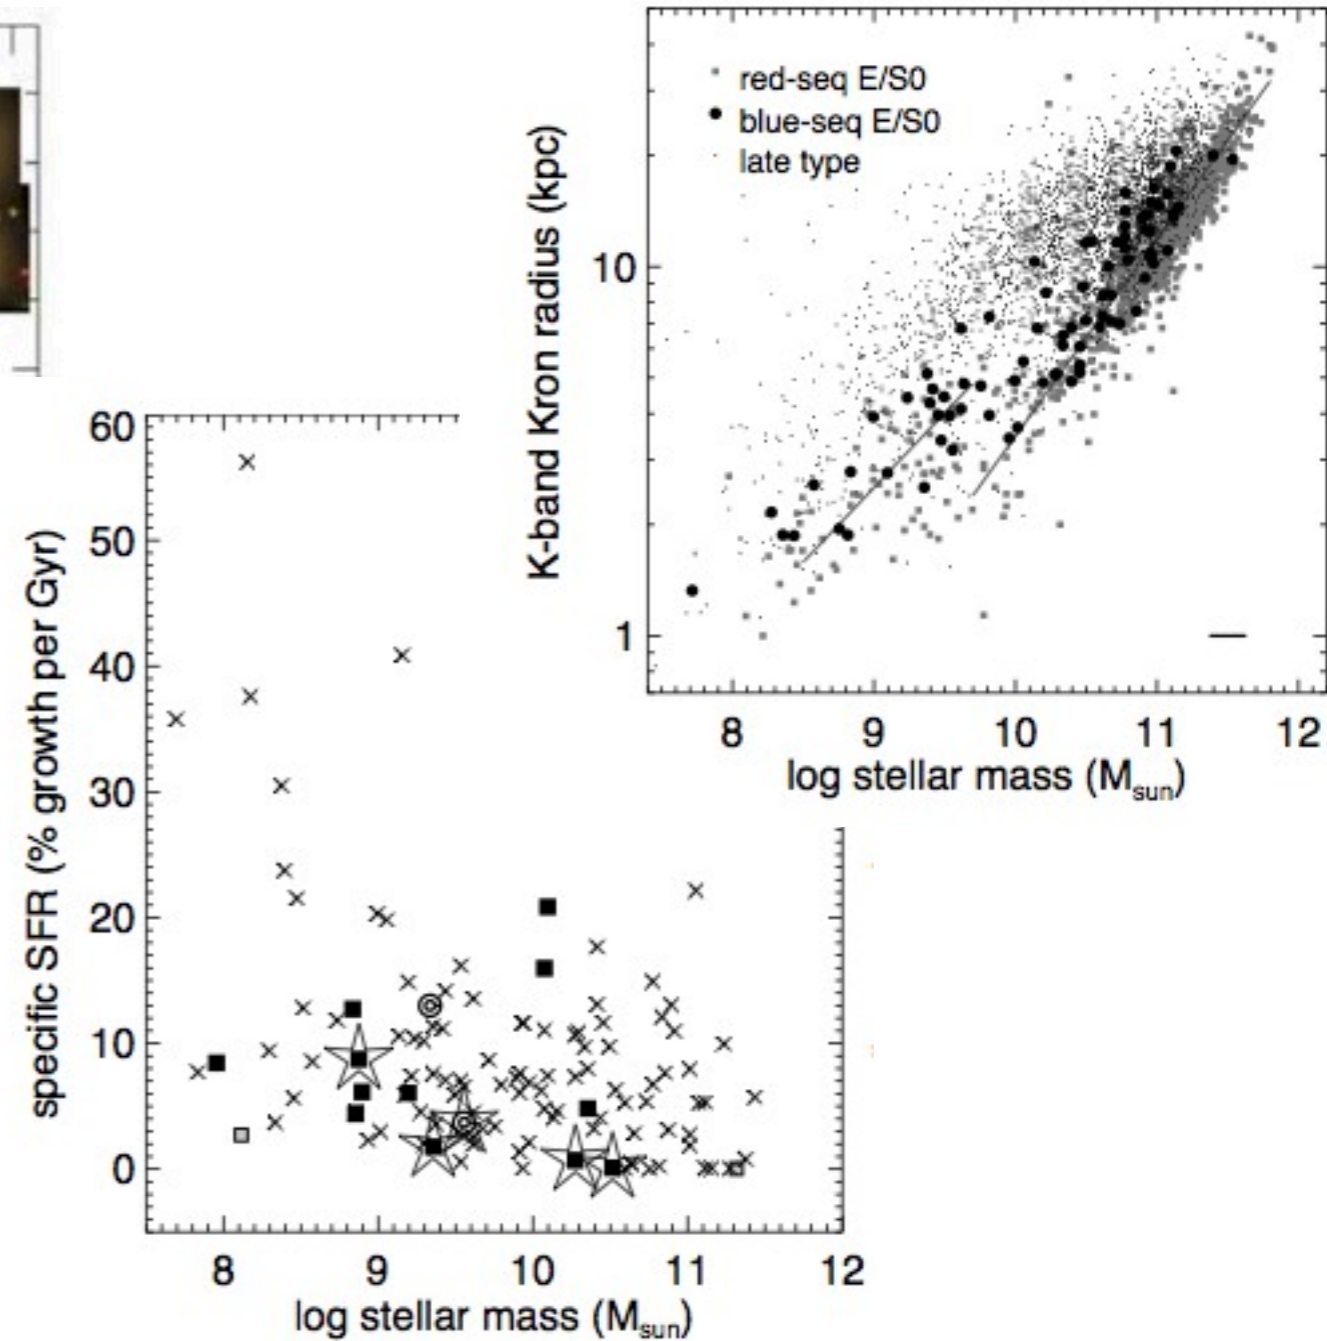 red-seq E/S0
blue-seq E/S0
late type
K-band Kron radius (kpc)
10
1
8 9 10 11 12
log stellar mass (M_sun)
60
50
40
30
20
10
0
specific SFR (% growth per Gyr)
8 9 10 11 12
log stellar mass (M_sun)